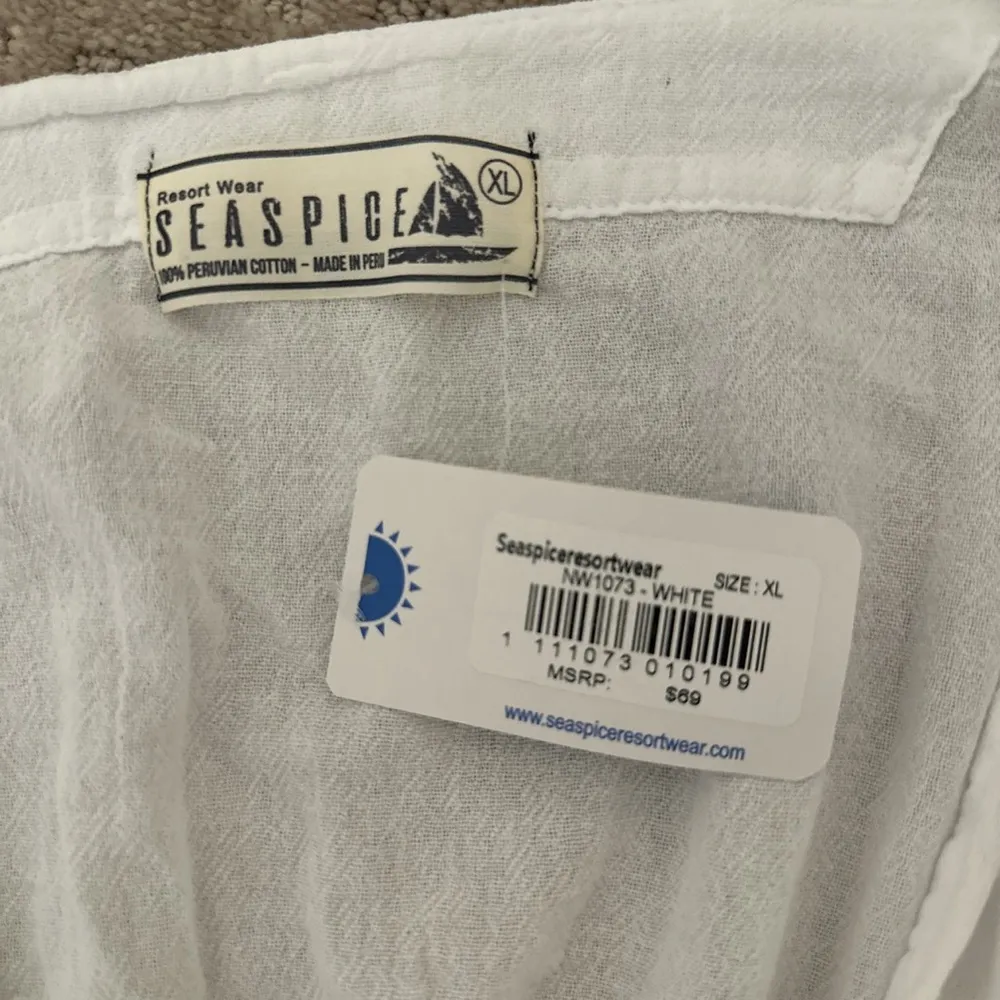 Resort Wear
SEASPICE
XL
100% PERUVIAN COTTON - MADE IN PERU
Seaspiceresortwear
SIZE : XL
NW1073 - WHITE
1 111073 010199
MSRP: $69
www.seaspiceresortwear.com